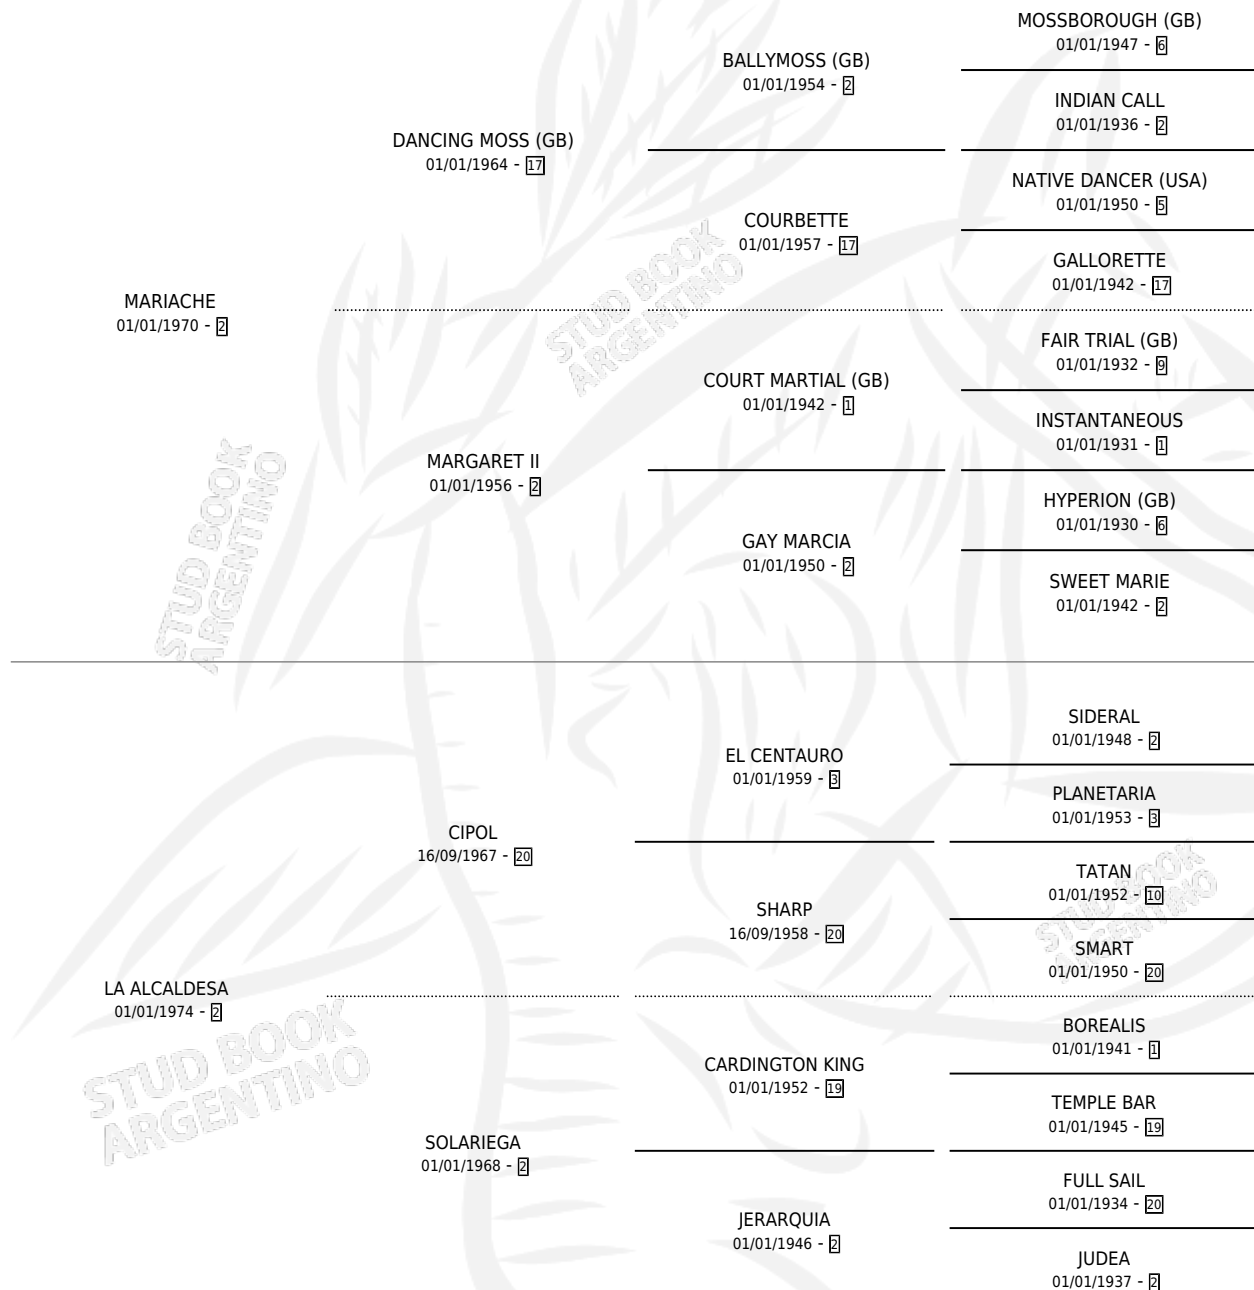 MOSSBOROUGH (GB)
01/01/1947 - 6
BALLYMOSS (GB)
01/01/1954 - 2
INDIAN CALL
01/01/1936 - 2
DANCING MOSS (GB)
01/01/1964 - 17
NATIVE DANCER (USA)
01/01/1950 - 5
COURBETTE
01/01/1957 - 17
GALLORETTE
01/01/1942 - 17
MARIACHE
01/01/1970 - 2
STUD BOOK
ARGENTINO
FAIR TRIAL (GB)
01/01/1932 - 9
COURT MARTIAL (GB)
01/01/1942 - 1
INSTANTANEOUS
01/01/1931 - 1
MARGARET II
01/01/1956 - 2
HYPERION (GB)
01/01/1930 - 6
GAY MARCIA
01/01/1950 - 2
SWEET MARIE
01/01/1942 - 2
STUD BOOK
ARGENTINO
SIDERAL
01/01/1948 - 2
EL CENTAURO
01/01/1959 - 3
PLANETARIA
01/01/1953 - 3
CIPOL
16/09/1967 - 20
TATAN
01/01/1952 - 10
SHARP
16/09/1958 - 20
STUD BOOK
ARGENTINO
SMART
01/01/1950 - 20
LA ALCALDESA
01/01/1974 - 2
STUD BOOK
ARGENTINO
BOREALIS
01/01/1941 - 1
CARDINGTON KING
01/01/1952 - 19
TEMPLE BAR
01/01/1945 - 19
SOLARIEGA
01/01/1968 - 2
FULL SAIL
01/01/1934 - 20
JERARQUIA
01/01/1946 - 2
JUDEA
01/01/1937 - 2